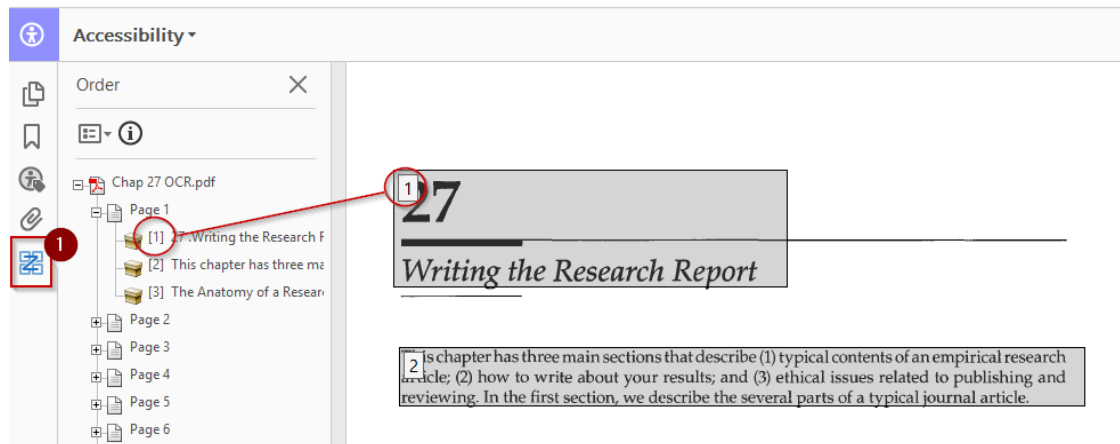 Accessibility
Order
Chap 27 OCR.pdf
Page 1
[1] 27 .Writing the Research R
[2] This chapter has three ma
[3] The Anatomy of a Resear
Page 2
Page 3
Page 4
Page 5
Page 6
1
1
27
Writing the Research Report
2
is chapter has three main sections that describe (1) typical contents of an empirical research
article; (2) how to write about your results; and (3) ethical issues related to publishing and
reviewing. In the first section, we describe the several parts of a typical journal article.